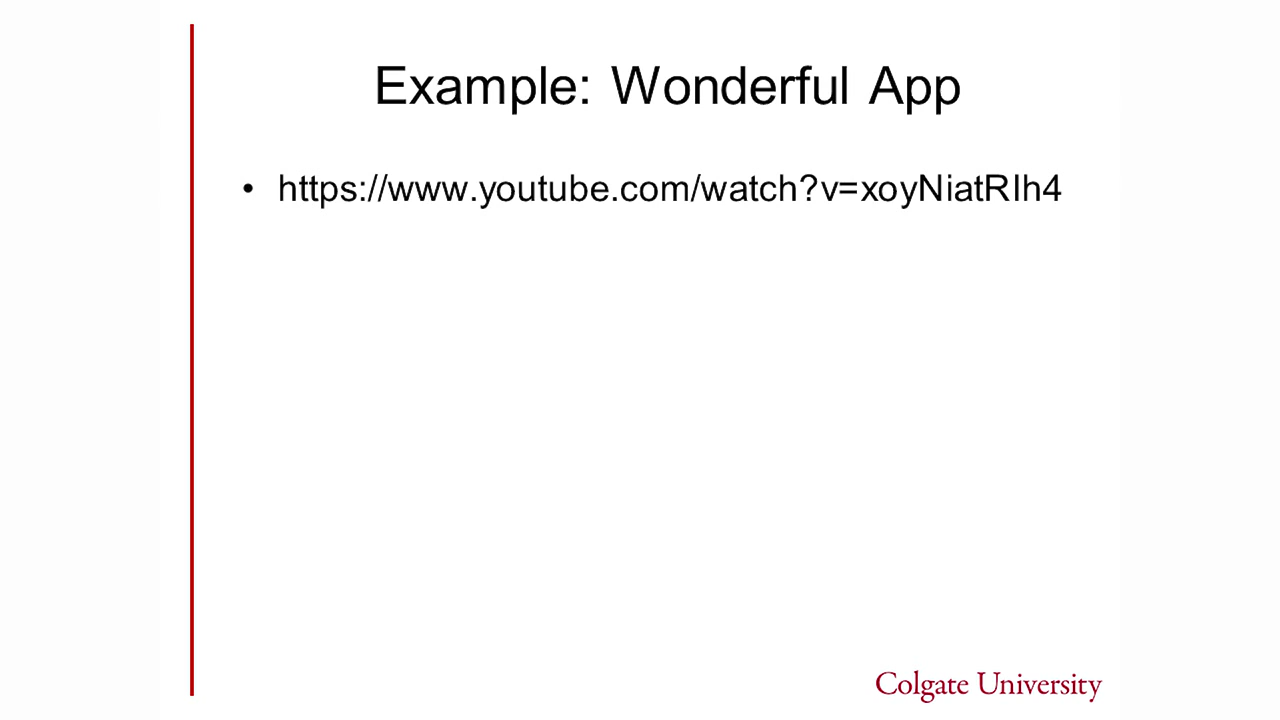 Example: Wonderful App
• https://www.youtube.com/watch?v=xoyNiatRIh4
Colgate University